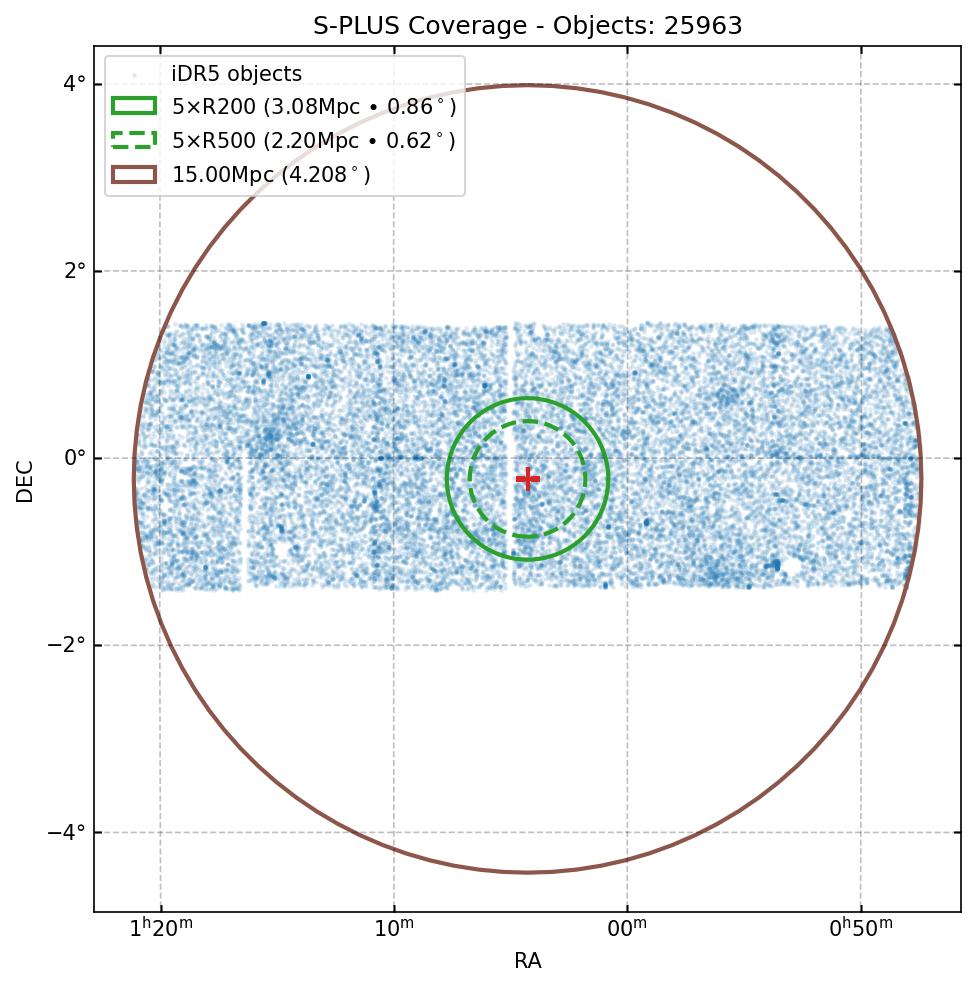 S-PLUS Coverage - Objects: 25963
iDR5 objects
5×R200 (3.08Mpc • 0.86°)
5×R500 (2.20Mpc • 0.62°)
15.00Mpc (4.208°)
4°
2°
0°
−2°
−4°
DEC
1ʰ20ᵐ 10ᵐ 00ᵐ 0ʰ50ᵐ
RA